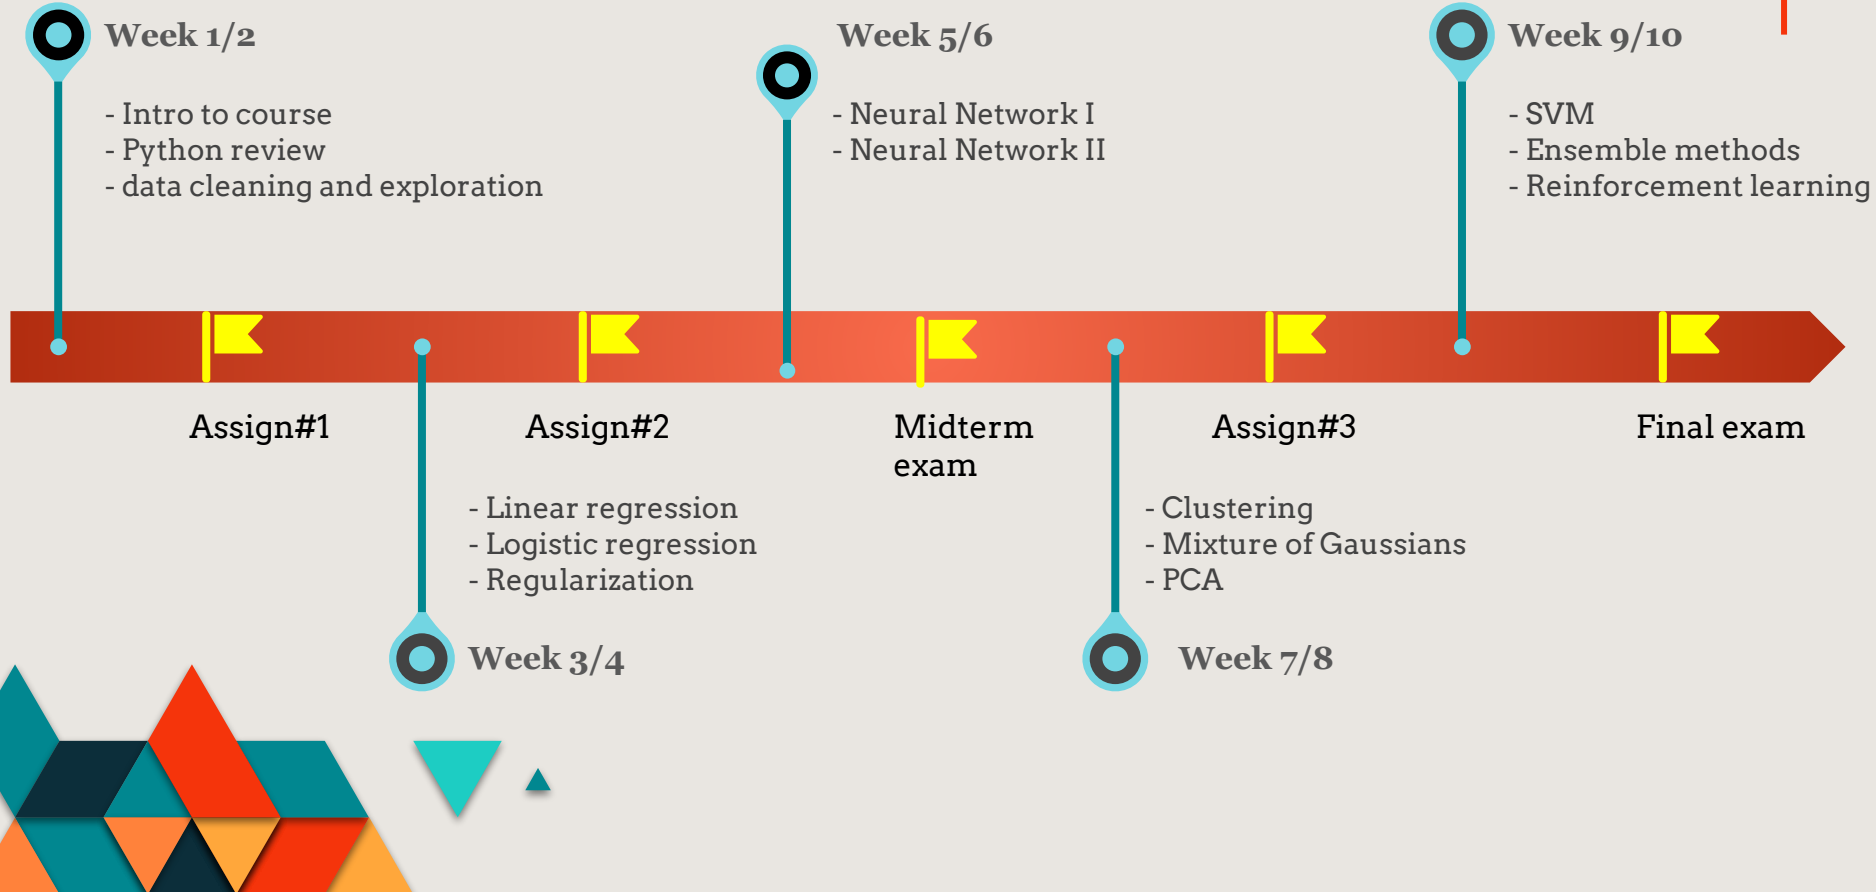 Week 1/2
- Intro to course
- Python review
- data cleaning and exploration
Week 5/6
- Neural Network I
- Neural Network II
Week 9/10
- SVM
- Ensemble methods
- Reinforcement learning
Assign#1
Assign#2
Midterm
exam
Assign#3
Final exam
- Linear regression
- Logistic regression
- Regularization
Week 3/4
- Clustering
- Mixture of Gaussians
- PCA
Week 7/8